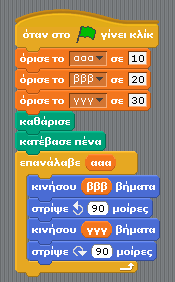 όταν στο γίνει κλίκ
όρισε το ααα σε 10
όρισε το βββ σε 20
όρισε το γγγ σε 30
καθάρισε
κατέβασε πένα
επανάλαβε ααα
κινήσου βββ βήματα
στρίψε 90 μοίρες
κινήσου γγγ βήματα
στρίψε 90 μοίρες